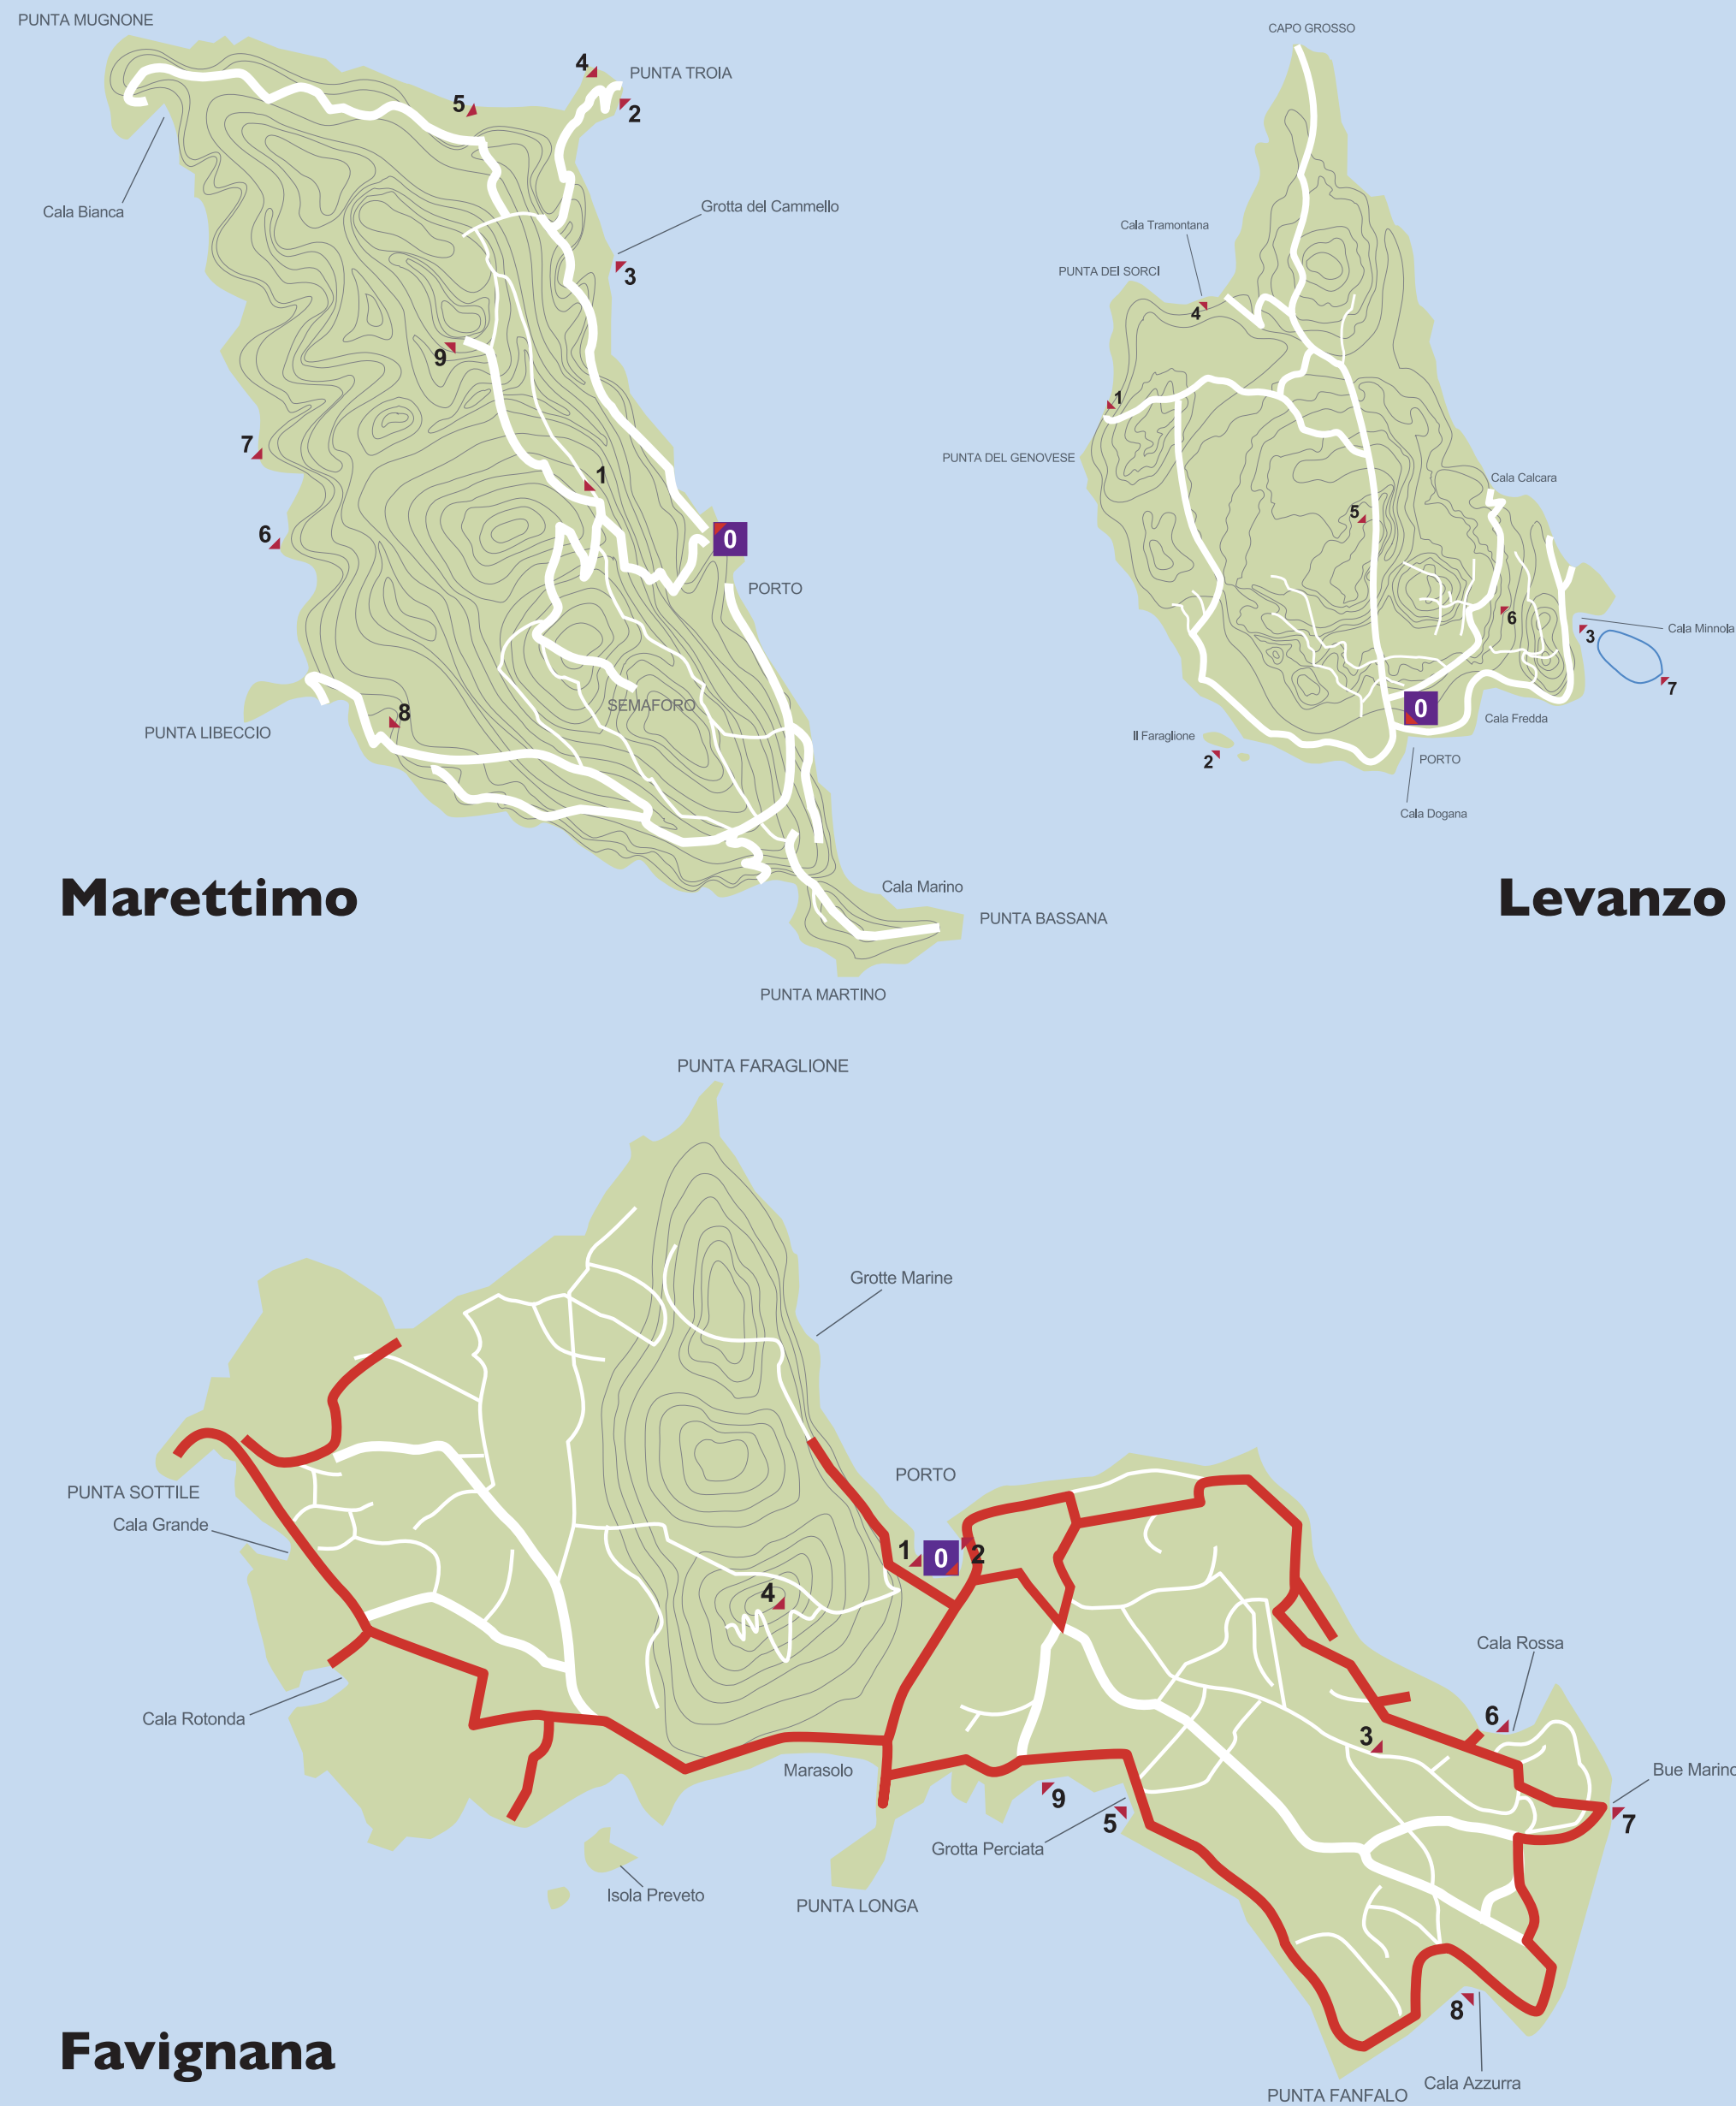 PUNTA MUGNONE
4
PUNTA TROIA
5
2
Cala Bianca
Grotta del Cammello
3
9
7
1
6
0
PORTO
SEMAFORO
PUNTA LIBECCIO
8
Cala Marino
PUNTA BASSANA
PUNTA MARTINO
Marettimo
CAPO GROSSO
Cala Tramontana
PUNTA DEI SORCI
4
1
PUNTA DEL GENOVESE
Cala Calcara
5
6
Cala Minnola
3
7
0
Cala Fredda
Il Faraglione
2
PORTO
Cala Dogana
Levanzo
PUNTA FARAGLIONE
Grotte Marine
PORTO
PUNTA SOTTILE
Cala Grande
1
0
2
4
Cala Rossa
Cala Rotonda
6
3
Marasolo
Bue Marino
9
5
7
Grotta Perciata
Isola Preveto
PUNTA LONGA
8
Cala Azzurra
PUNTA FANFALO
Favignana